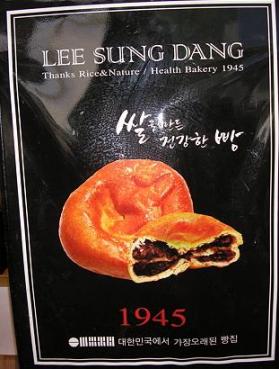 LEE SUNG DANG
Thanks Rice&Nature / Health Bakery 1945
쌀로 만든
건강한 빵
1945
대한민국에서 가장오래된 빵집